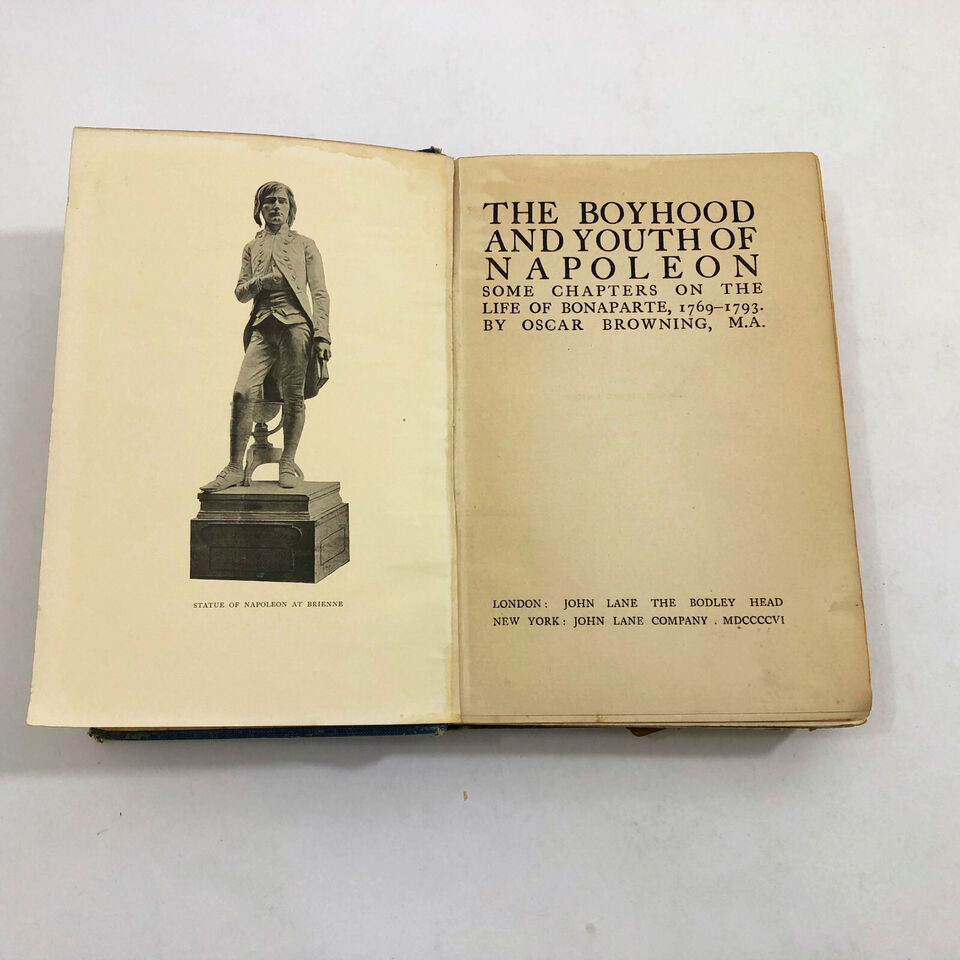 STATUE OF NAPOLEON AT BRIENNE
THE BOYHOOD
AND YOUTH OF
NAPOLEON
SOME CHAPTERS ON THE
LIFE OF BONAPARTE, 1769–1793.
BY OSCAR BROWNING, M.A.
LONDON: JOHN LANE THE BODLEY HEAD
NEW YORK: JOHN LANE COMPANY . MDCCCCVI